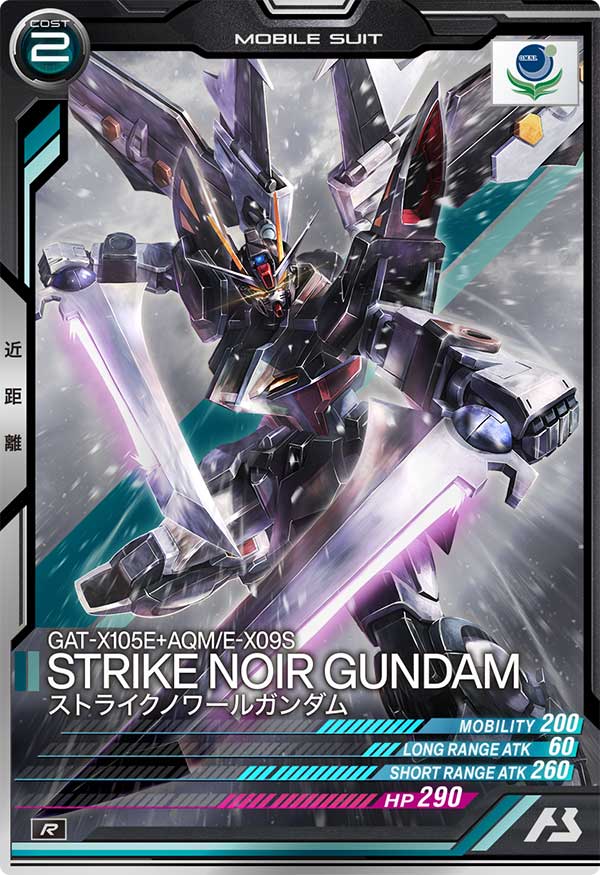 COST
2
MOBILE SUIT
O.M.N.I.
近距離
GAT-X105E+AQM/E-X09S
STRIKE NOIR GUNDAM
ストライクノワールガンダム
MOBILITY 200
LONG RANGE ATK 60
SHORT RANGE ATK 260
HP 290
R